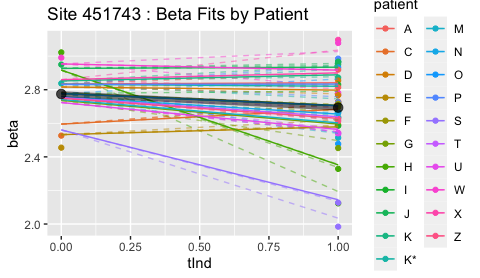 Site 451743 : Beta Fits by Patient
beta
2.8
2.4
2.0
0.00
0.25
0.50
0.75
1.00
tInd
patient
A
C
D
E
F
G
H
I
J
K
K*
M
N
O
P
S
T
U
W
X
Z